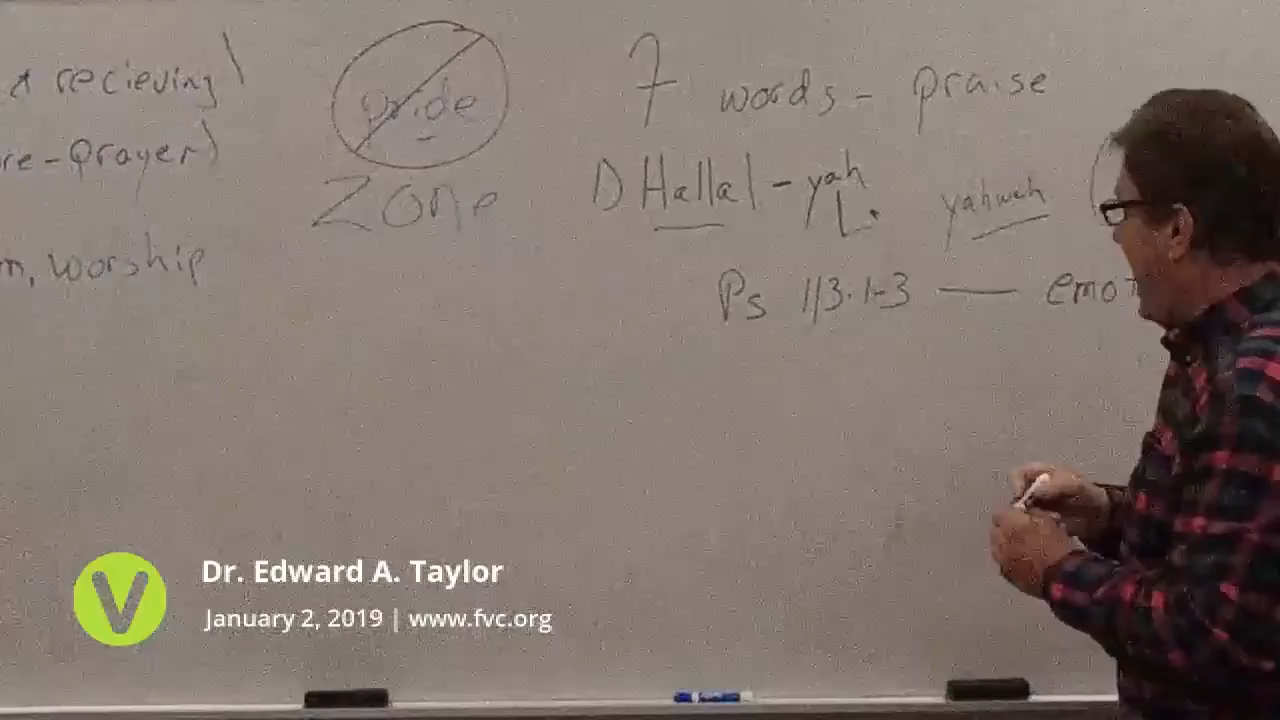 & recieving)
re-prayer)
m, worship
pride
Zone
7 words - praise
1) Hallal - yah yahweh (
Ps 113.1-3 — emot
V
Dr. Edward A. Taylor
January 2, 2019 | www.fvc.org